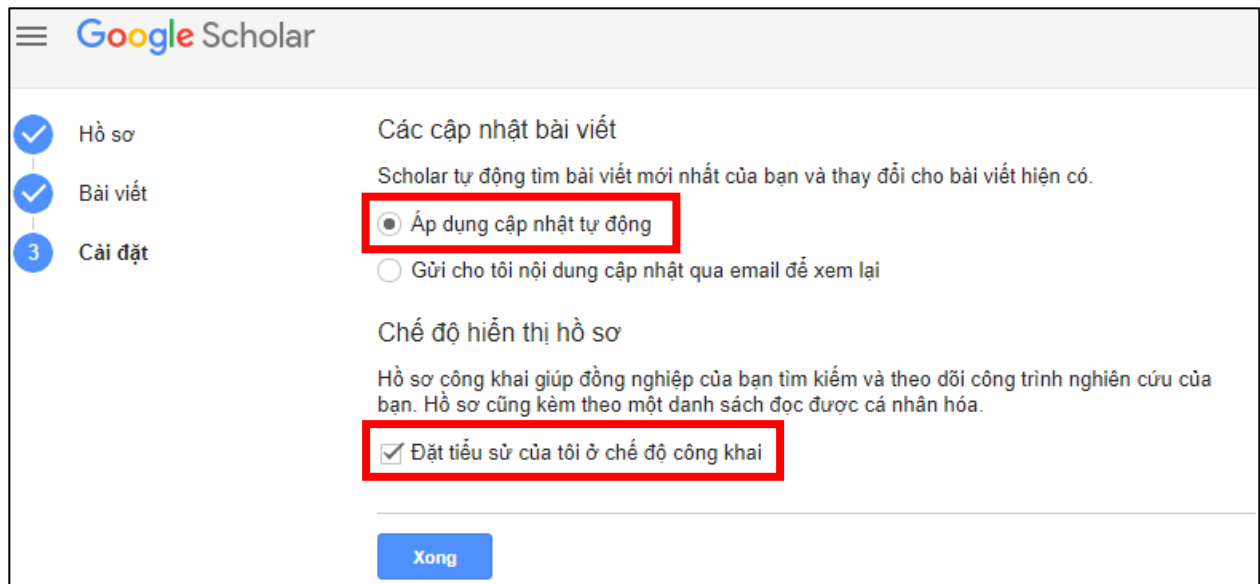 Google Scholar
Hồ sơ
Bài viết
3 Cài đặt
Các cập nhật bài viết
Scholar tự động tìm bài viết mới nhất của bạn và thay đổi cho bài viết hiện có.
Áp dụng cập nhật tự động
Gửi cho tôi nội dung cập nhật qua email để xem lại
Chế độ hiển thị hồ sơ
Hồ sơ công khai giúp đồng nghiệp của bạn tìm kiếm và theo dõi công trình nghiên cứu của
bạn. Hồ sơ cũng kèm theo một danh sách đọc được cá nhân hóa.
Đặt tiểu sử của tôi ở chế độ công khai
Xong